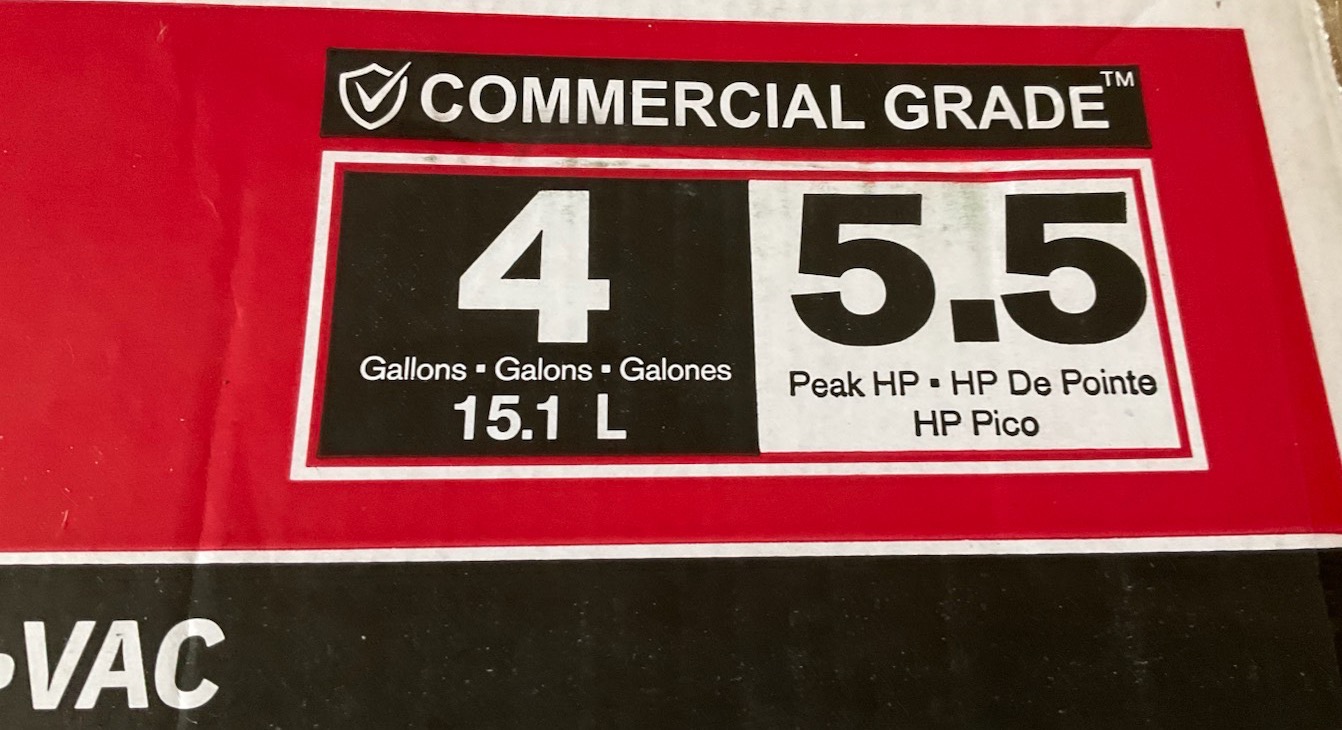 COMMERCIAL GRADE™
4
Gallons ▪ Galons ▪ Galones
15.1 L
5.5
Peak HP ▪ HP De Pointe
HP Pico
•VAC